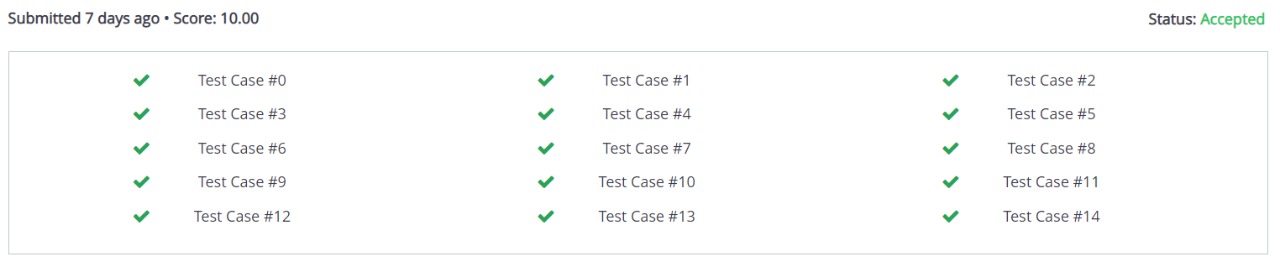 Submitted 7 days ago • Score: 10.00 Status: Accepted
Test Case #0 Test Case #1 Test Case #2
Test Case #3 Test Case #4 Test Case #5
Test Case #6 Test Case #7 Test Case #8
Test Case #9 Test Case #10 Test Case #11
Test Case #12 Test Case #13 Test Case #14